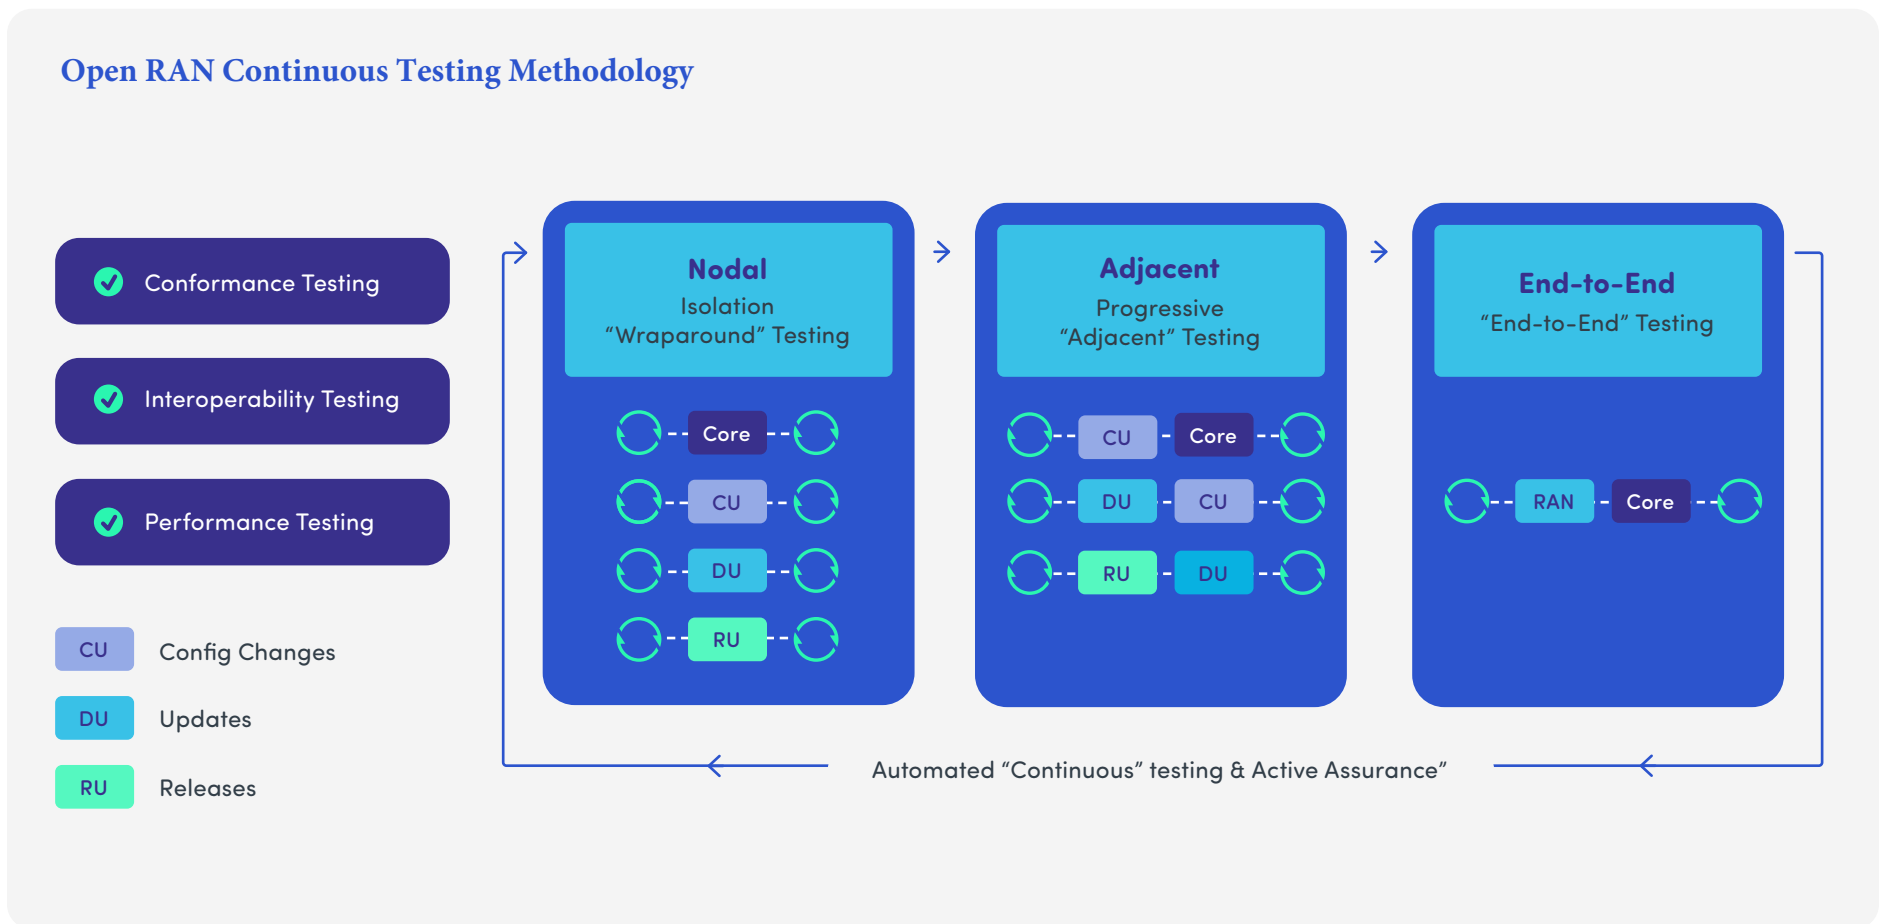 Open RAN Continuous Testing Methodology
Conformance Testing
Interoperability Testing
Performance Testing
CU Config Changes
DU Updates
RU Releases
Nodal
Isolation
“Wraparound” Testing
Core
CU
DU
RU
Adjacent
Progressive
“Adjacent” Testing
CU Core
DU CU
RU DU
End-to-End
“End-to-End” Testing
RAN Core
Automated “Continuous” testing & Active Assurance”